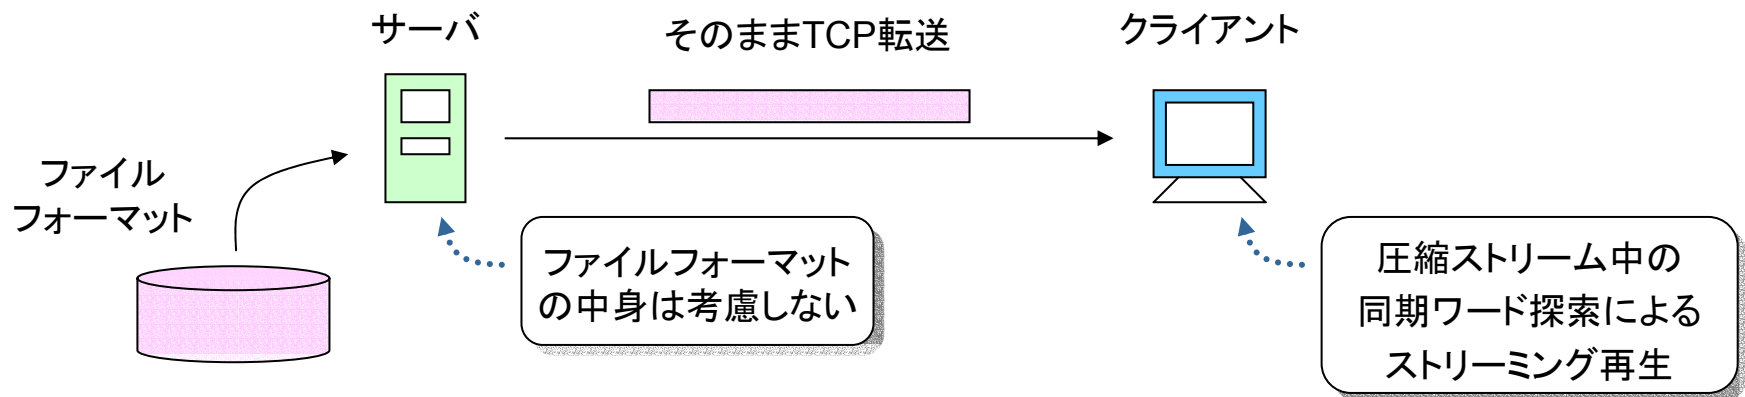 サーバ
そのままTCP転送
クライアント
ファイル
フォーマット
ファイルフォーマット
の中身は考慮しない
圧縮ストリーム中の
同期ワード探索による
ストリーミング再生